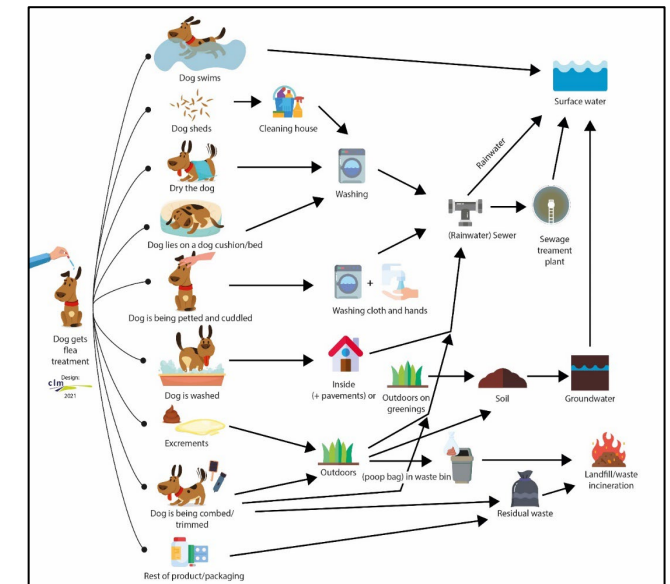 Dog swims
Surface water
Dog sheds
Cleaning house
Rainwater
Dry the dog
Washing
(Rainwater) Sewer
Sewage
treament
plant
Dog lies on a dog cushion/bed
Dog is being petted and cuddled
Washing cloth and hands
Dog gets
flea
treatment
Design:
clm
2021
Dog is washed
Inside
(+ pavements) or
Outdoors on
greenings
Soil
Groundwater
Excrements
Outdoors
(poop bag) in waste bin
Landfill/waste
incineration
Dog is being combed/
trimmed
Residual waste
Rest of product/packaging
+